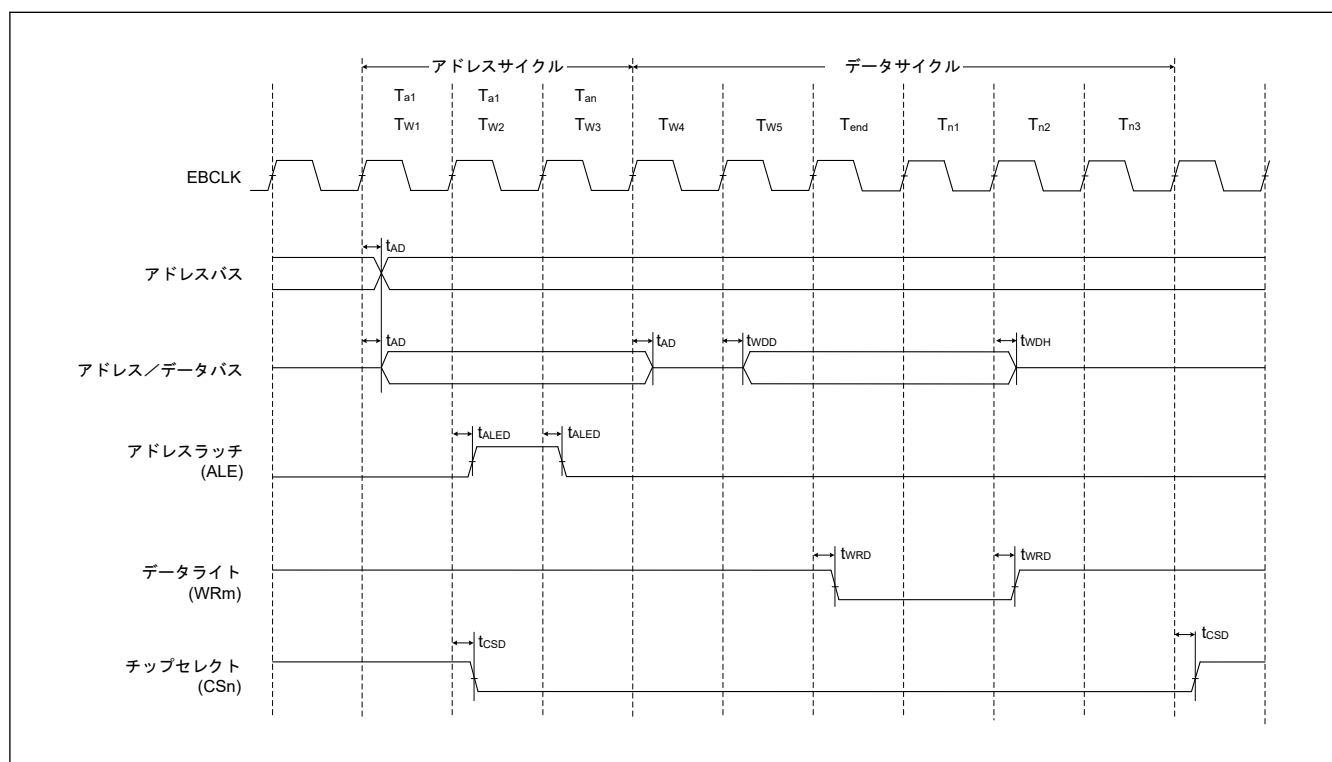 アドレスサイクル データサイクル
Ta1 Ta1 Tan
TW1 TW2 TW3 TW4 TW5 Tend Tn1 Tn2 Tn3
EBCLK
tAD
アドレスバス
tAD tAD tWDD tWDH
アドレス／データバス
tALED tALED
アドレスラッチ
(ALE)
tWRD tWRD
データライト
(WRm)
tCSD tCSD
チップセレクト
(CSn)